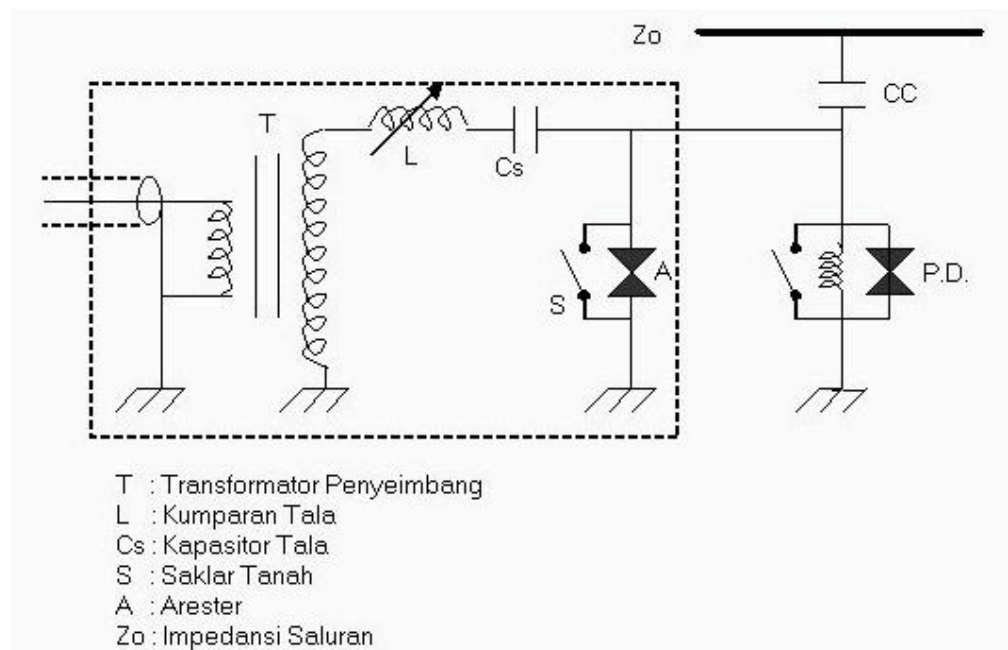 Zo
CC
T
L
Cs
S
A
P.D.
T : Transformator Penyeimbang
L : Kumparan Tala
Cs : Kapasitor Tala
S : Saklar Tanah
A : Arester
Zo : Impedansi Saluran